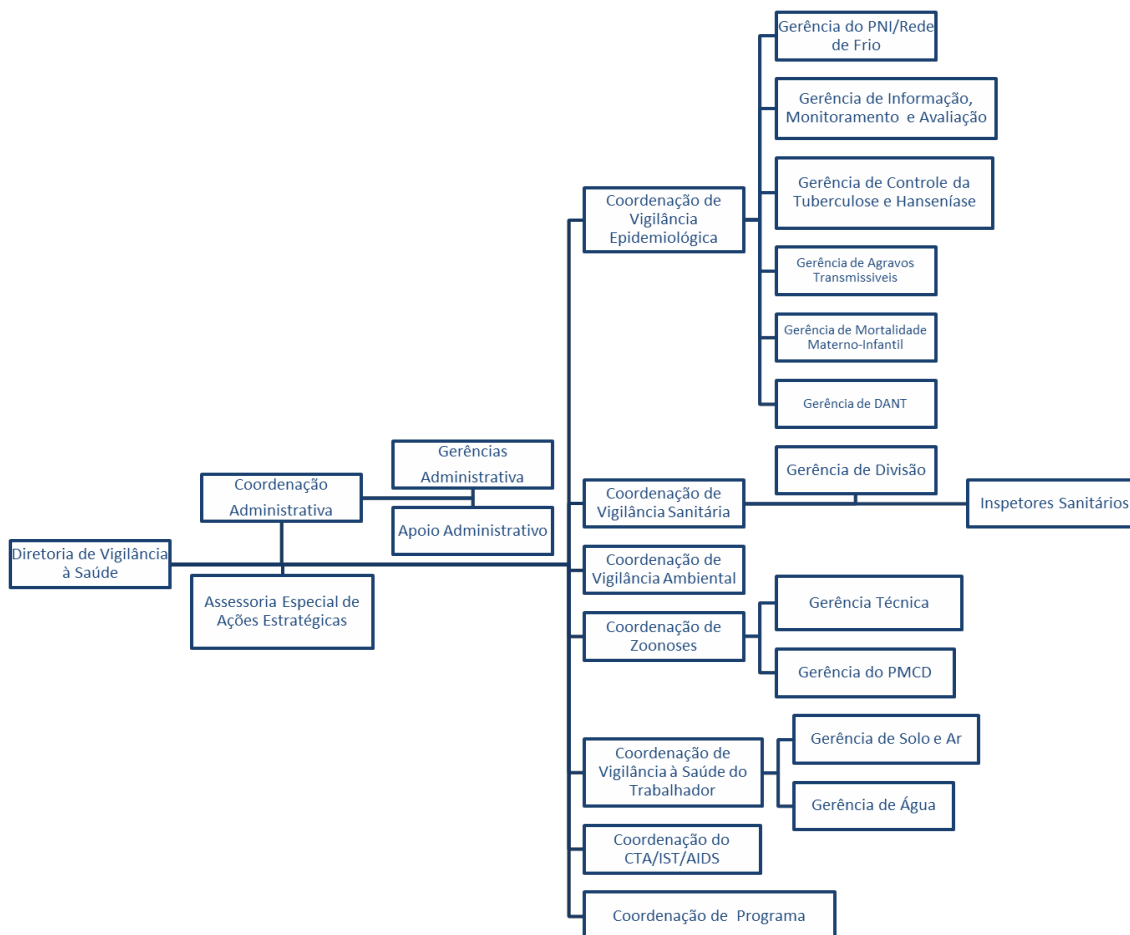 Gerência do PNI/Rede
de Frio
Gerência de Informação,
Monitoramento e Avaliação
Gerência de Controle da
Tuberculose e Hanseníase
Coordenação de
Vigilância
Epidemiológica
Gerência de Agravos
Transmissiveis
Gerência de Mortalidade
Materno-Infantil
Gerência de DANT
Gerências
Administrativa
Coordenação
Administrativa
Apoio Administrativo
Diretoria de Vigilância
à Saúde
Assessoria Especial de
Ações Estratégicas
Gerência de Divisão
Coordenação de
Vigilância Sanitária
Inspetores Sanitários
Coordenação de
Vigilância Ambiental
Gerência Técnica
Coordenação de
Zoonoses
Gerência do PMCD
Gerência de Solo e Ar
Coordenação de
Vigilância à Saúde do
Trabalhador
Gerência de Água
Coordenação do
CTA/IST/AIDS
Coordenação de Programa